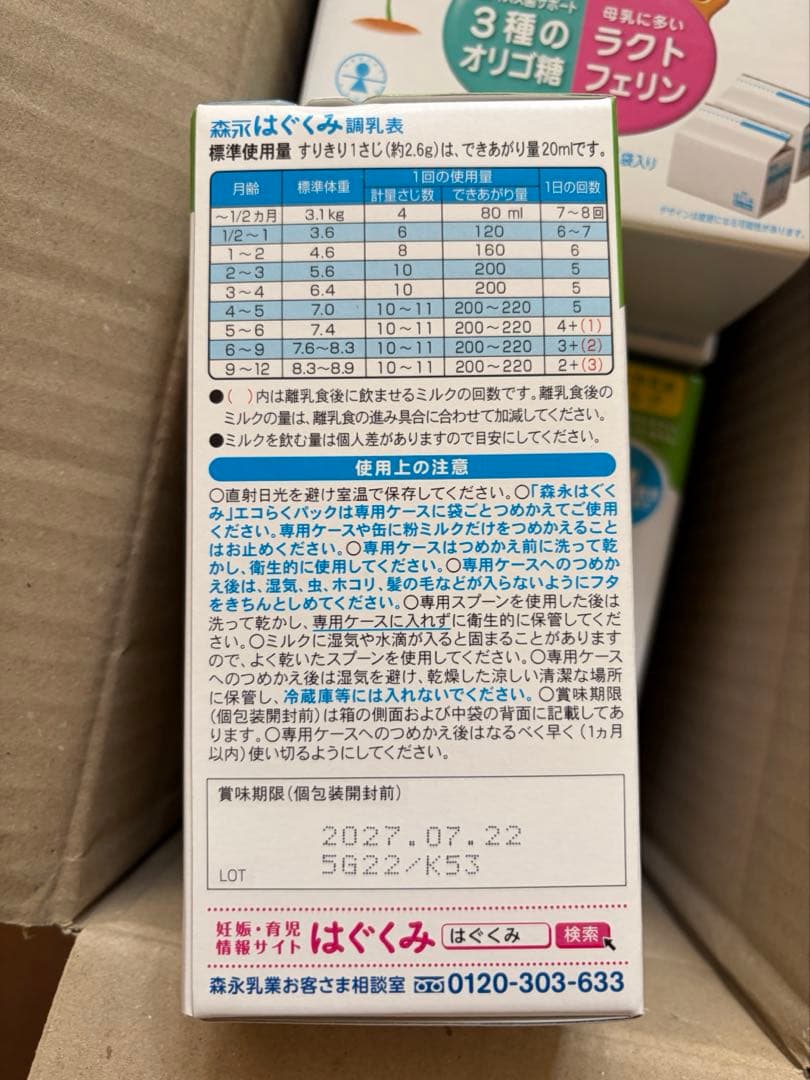 3種の
オリゴ糖
母乳に多い
ラクト
フェリン
袋入り
デザインは変更になる可能性があります。
森永はぐくみ 調乳表
標準使用量 すりきり1さじ(約2.6g)は、できあがり量20mlです。
月齢 標準体重 1回の使用量 1日の回数
計量さじ数 できあがり量
～1/2カ月 3.1kg 4 80 ml 7～8回
1/2～1 3.6 6 120 6～7
1～2 4.6 8 160 6
2～3 5.6 10 200 5
3～4 6.4 10 200 5
4～5 7.0 10～11 200～220 5
5～6 7.4 10～11 200～220 4+(1)
6～9 7.6～8.3 10～11 200～220 3+(2)
9～12 8.3～8.9 10～11 200～220 2+(3)
●( )内は離乳食後に飲ませるミルクの回数です。離乳食後の
ミルクの量は、離乳食の進み具合に合わせて加減してください。
●ミルクを飲む量は個人差がありますので目安にしてください。
使用上の注意
○直射日光を避け室温で保存してください。○「森永はぐく
み」エコらくパックは専用ケースに袋ごとつめかえてご使用
ください。専用ケースや缶に粉ミルクだけをつめかえること
はお止めください。○専用ケースはつめかえ前に洗って乾
かし、衛生的に使用してください。○専用ケースへのつめか
え後は、湿気、虫、ホコリ、髪の毛などが入らないようにフタ
をきちんとしめてください。○専用スプーンを使用した後は
洗って乾かし、専用ケースに入れずに衛生的に保管してくだ
さい。○ミルクに湿気や水滴が入ると固まることがあります
ので、よく乾いたスプーンを使用してください。○専用ケース
へのつめかえ後は湿気を避け、乾燥した涼しい清潔な場所
に保管し、冷蔵庫等には入れないでください。○賞味期限
(個包装開封前)は箱の側面および中袋の背面に記載してあ
ります。○専用ケースへのつめかえ後はなるべく早く(1ヵ月
以内)使い切るようにしてください。
賞味期限(個包装開封前)
2027.07.22
LOT 5G22/K53
妊娠・育児
情報サイト はぐくみ はぐくみ 検索
森永乳業お客さま相談室 0120-303-633